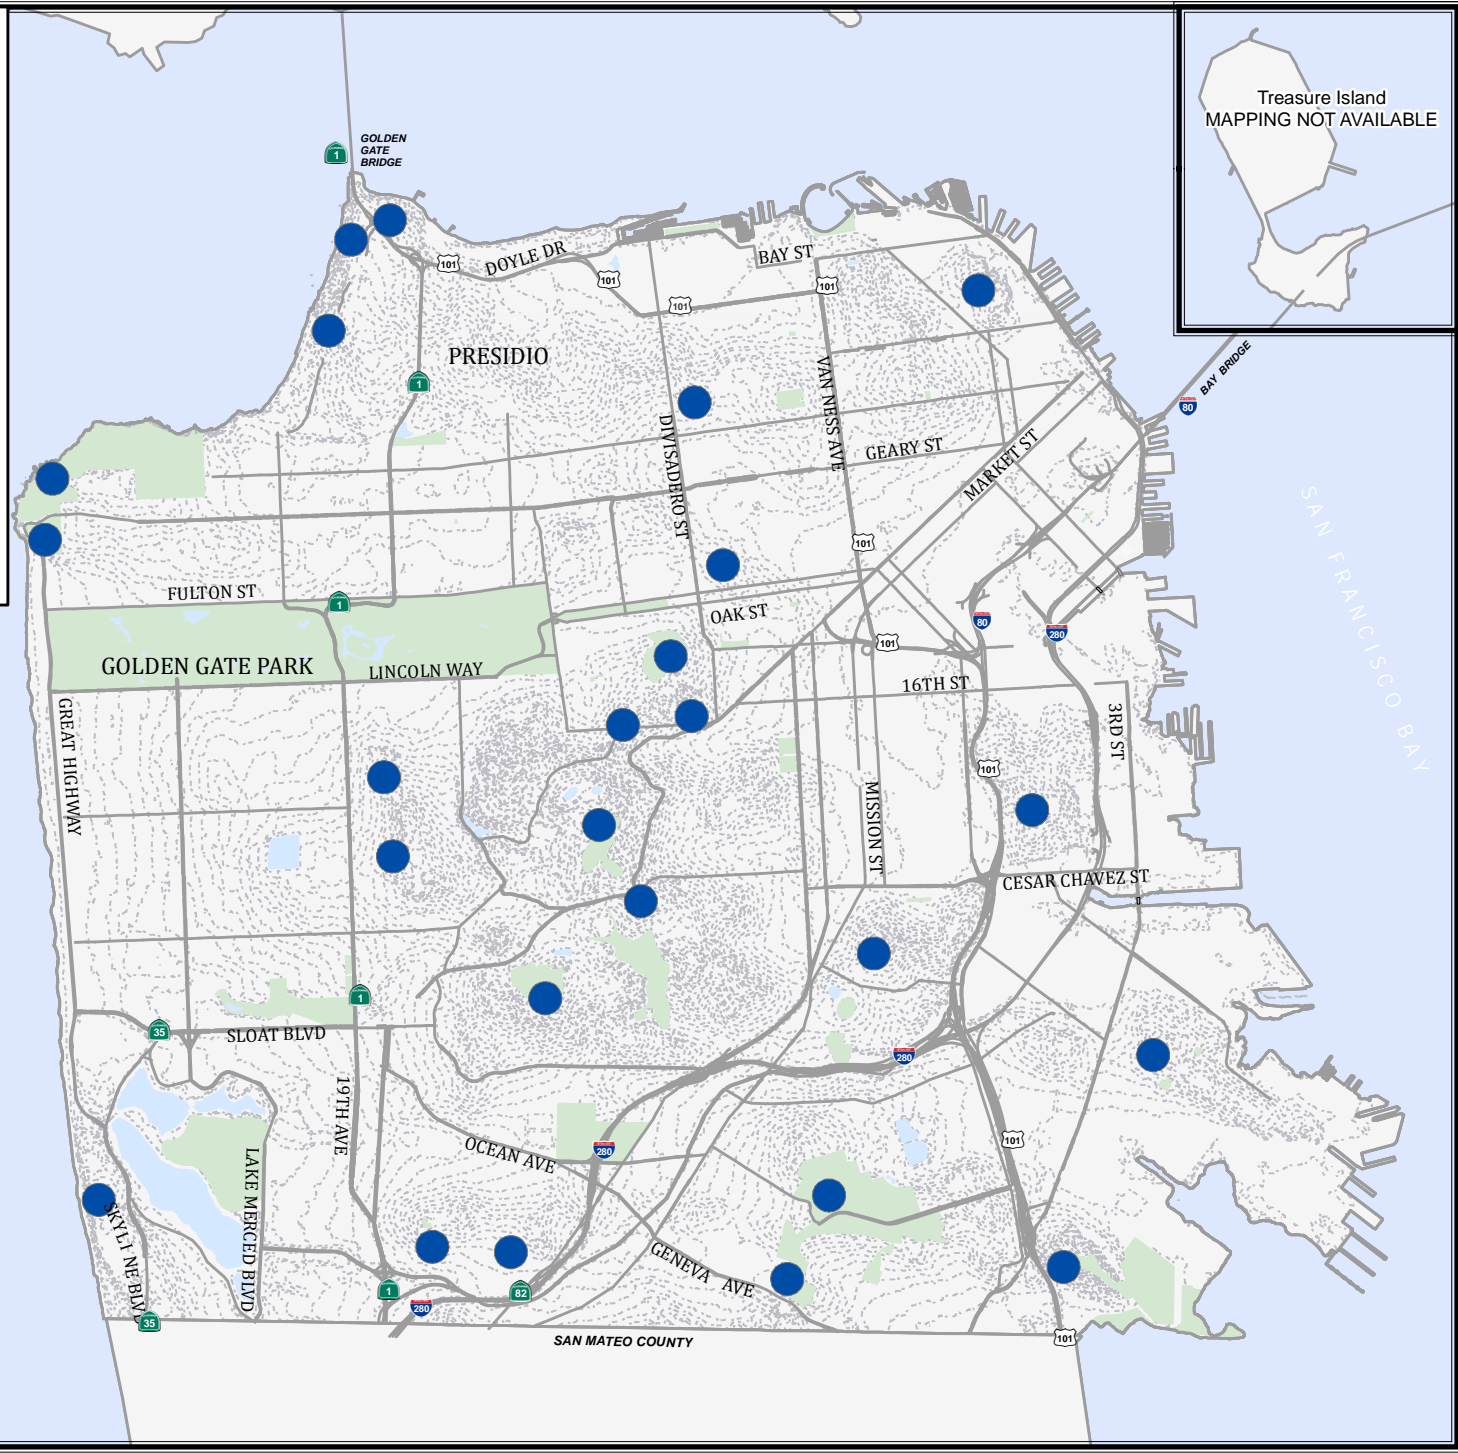 Treasure Island
MAPPING NOT AVAILABLE
GOLDEN
GATE
BRIDGE
1
DOYLE DR
BAY ST
101
101
101
101
PRESIDIO
1
VAN NESS AVE
DIVISADERO ST
GEARY ST
MARKET ST
BAY BRIDGE
80
SAN FRANCISCO BAY
101
FULTON ST
1
OAK ST
80
280
101
GOLDEN GATE PARK
LINCOLN WAY
16TH ST
GREAT HIGHWAY
3RD ST
101
MISSION ST
CESAR CHAVEZ ST
1
35
SLOAT BLVD
280
19TH AVE
OCEAN AVE
280
101
LAKE MERCED BLVD
SKYLINE BLVD
GENEVA AVE
1
280
82
35
101
SAN MATEO COUNTY